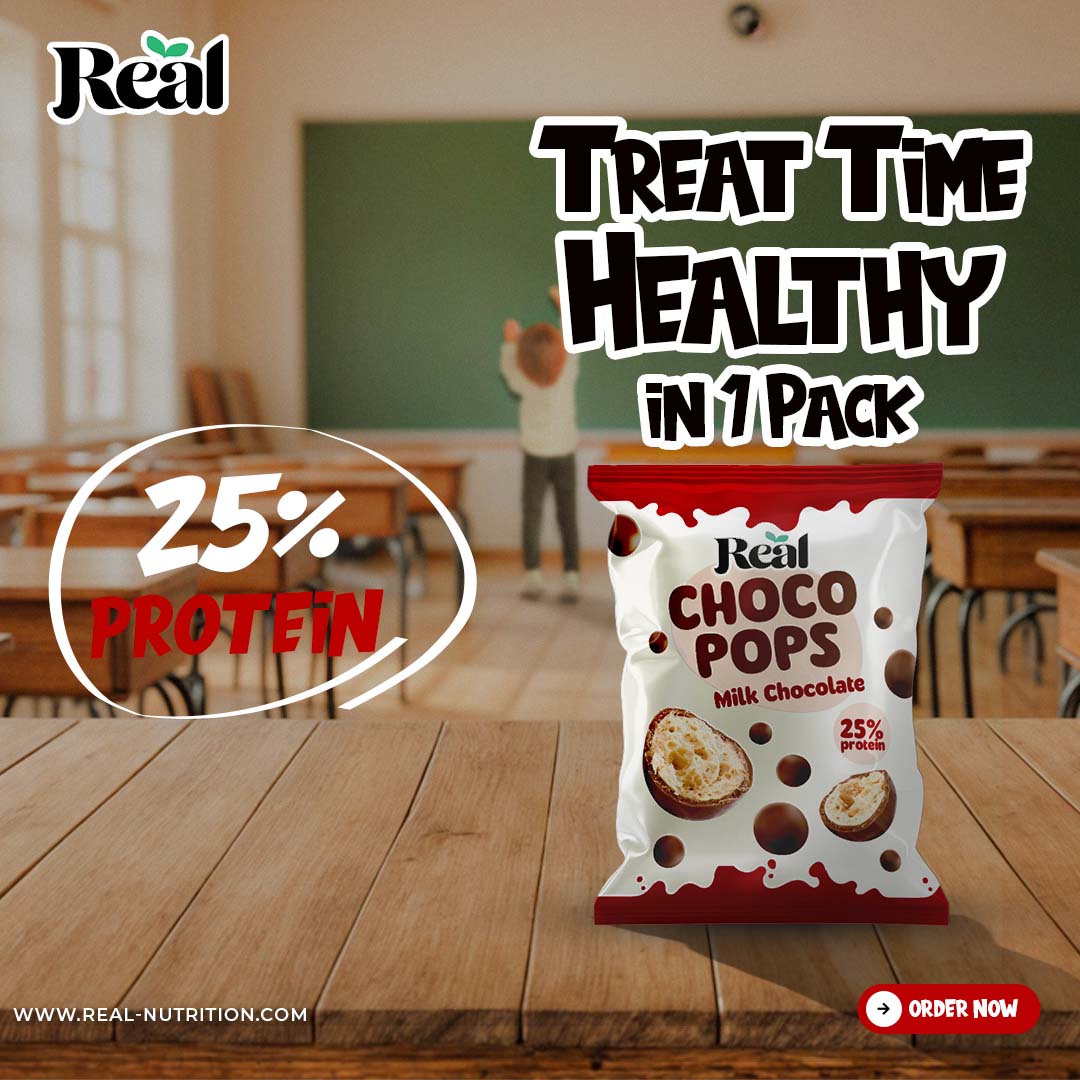 Real
TREAT TIME
HEALTHY
IN 1 PACK
25%
PROTEIN
Real
CHOCO
POPS
Milk Chocolate
25%
protein
WWW.REAL-NUTRITION.COM
ORDER NOW